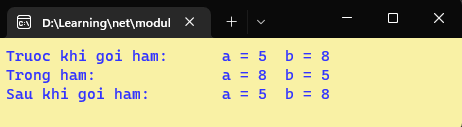 D:\Learning\net\modul
Truoc khi goi ham: a = 5 b = 8
Trong ham: a = 8 b = 5
Sau khi goi ham: a = 5 b = 8